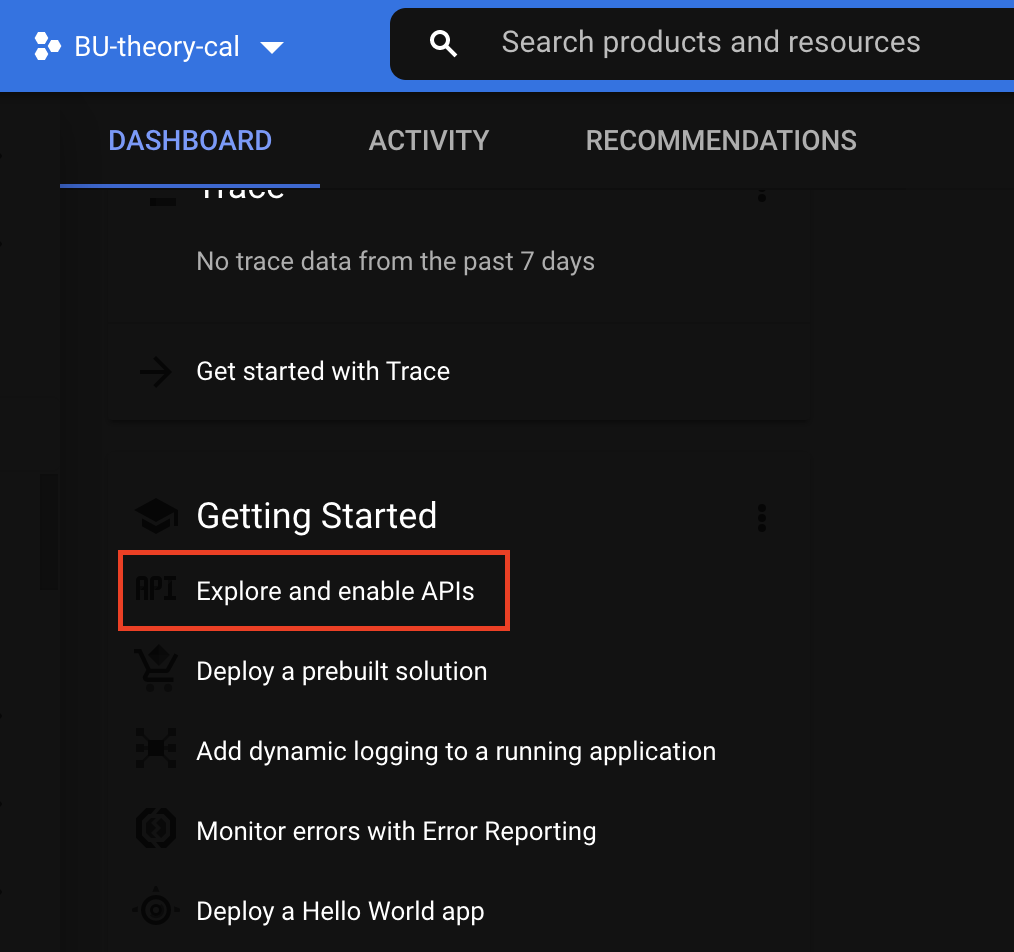 BU-theory-cal
Search products and resources
DASHBOARD
ACTIVITY
RECOMMENDATIONS
Trace
No trace data from the past 7 days
Get started with Trace
Getting Started
API
Explore and enable APIs
Deploy a prebuilt solution
Add dynamic logging to a running application
Monitor errors with Error Reporting
Deploy a Hello World app